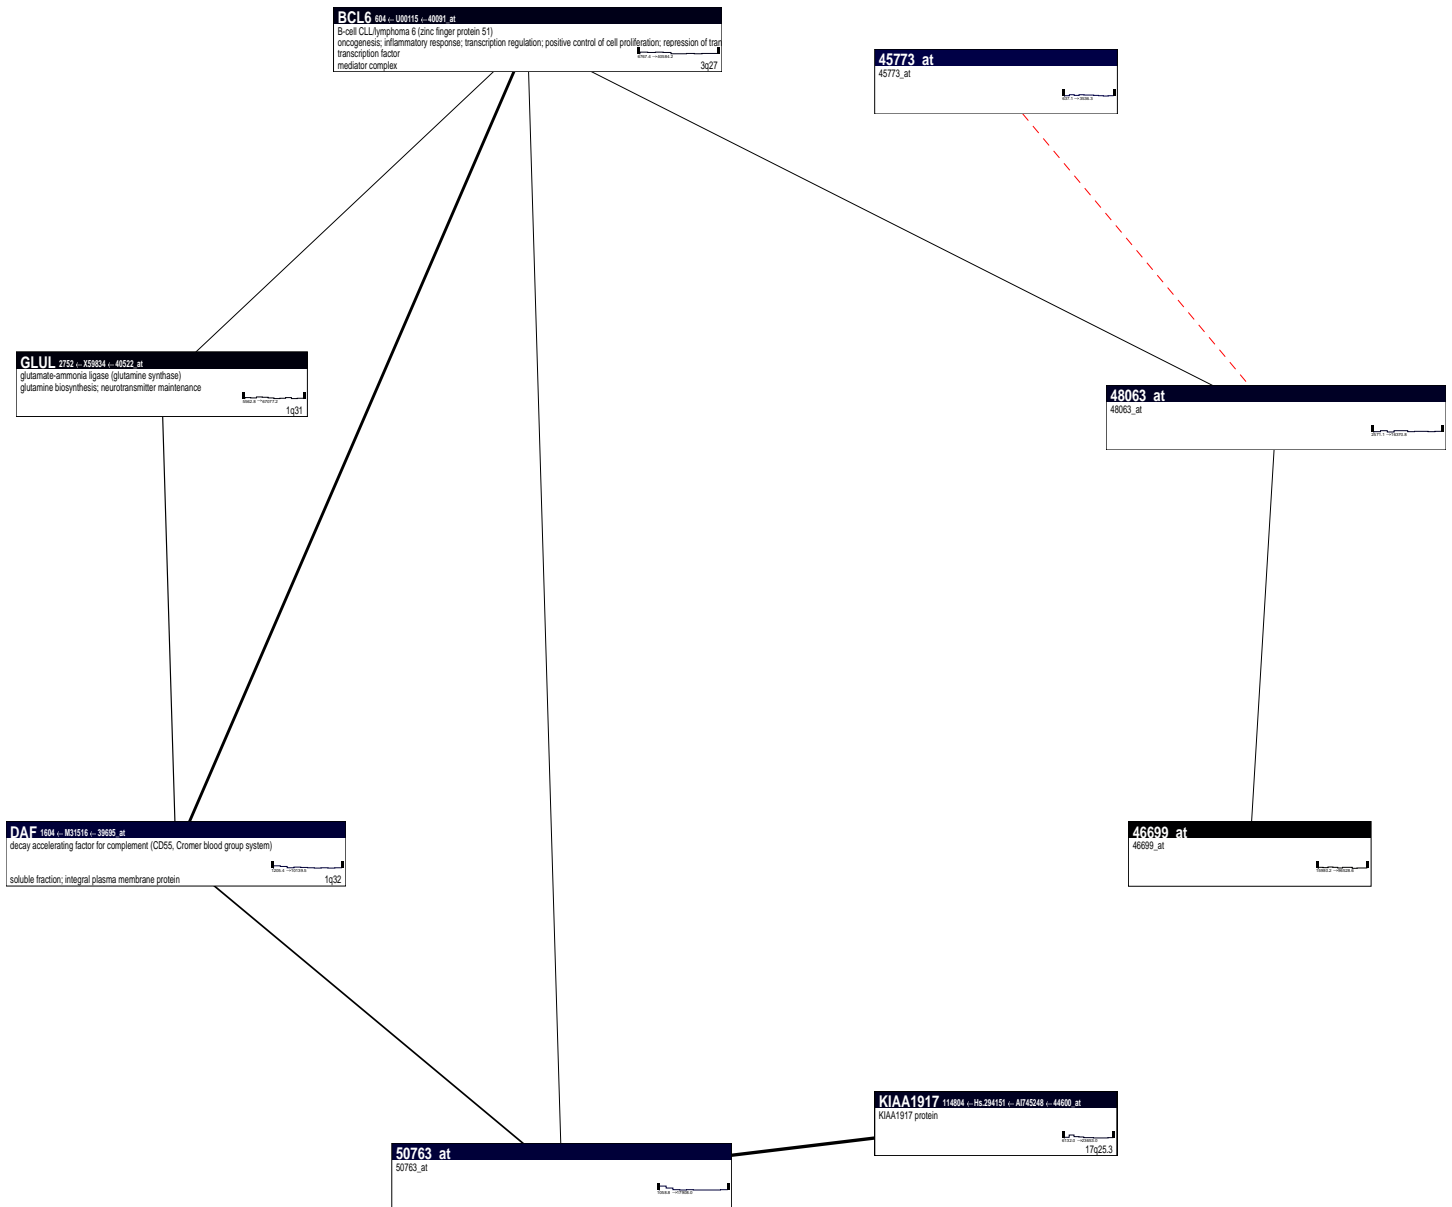 BCL6 604 ← U00115 ← 40091_at
B-cell CLL/lymphoma 6 (zinc finger protein 51)
oncogenesis; inflammatory response; transcription regulation; positive control of cell proliferation; repression of tran
transcription factor
mediator complex
3q27
45773_at
45773_at
GLUL 2752 ← X59834 ← 40522_at
glutamate-ammonia ligase (glutamine synthase)
glutamine biosynthesis; neurotransmitter maintenance
1q31
48063_at
48063_at
DAF 1604 ← M31516 ← 39695_at
decay accelerating factor for complement (CD55, Cromer blood group system)
soluble fraction; integral plasma membrane protein
1q32
46699_at
46699_at
KIAA1917 114804 ← Hs.294151 ← AI745248 ← 44600_at
KIAA1917 protein
17q25.3
50763_at
50763_at